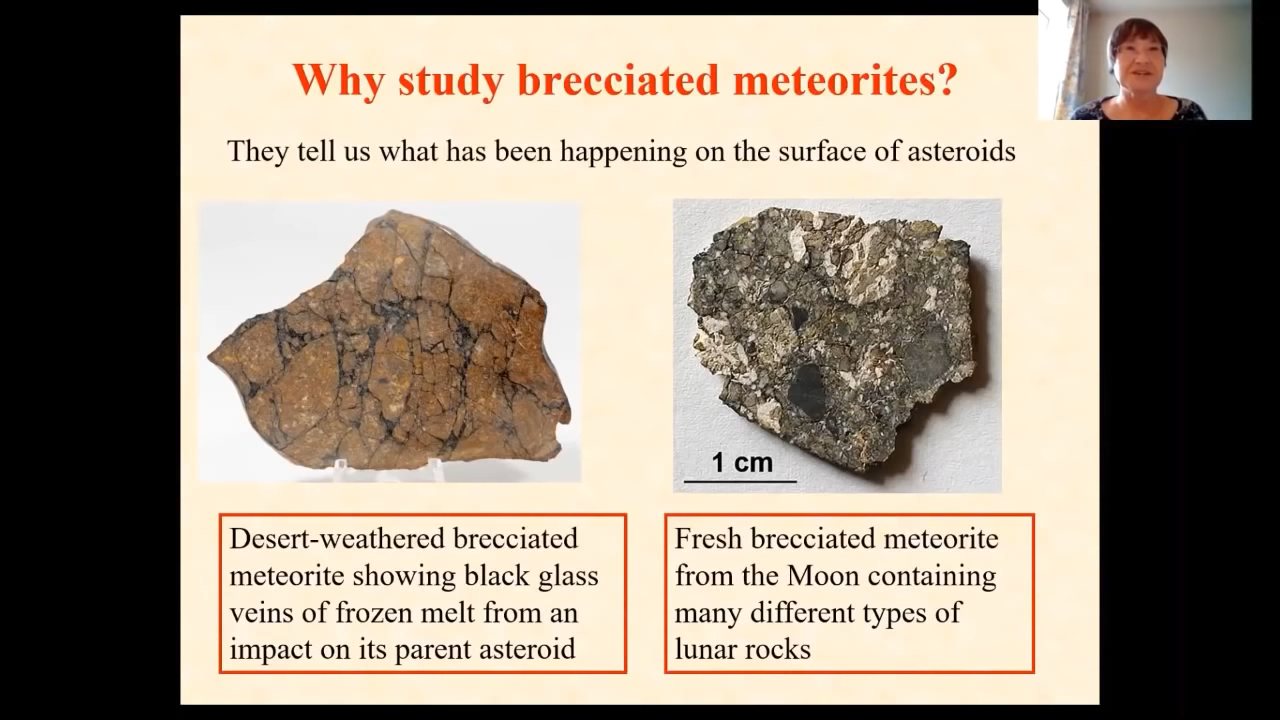 Why study brecciated meteorites?
They tell us what has been happening on the surface of asteroids
1 cm
Desert-weathered brecciated
meteorite showing black glass
veins of frozen melt from an
impact on its parent asteroid
Fresh brecciated meteorite
from the Moon containing
many different types of
lunar rocks